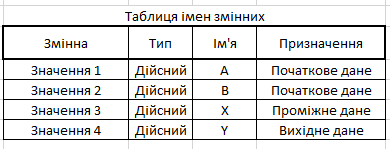 Таблиця імен змінних
Змінна Тип Ім'я Призначення
Значення 1 Дійсний A Початкове дане
Значення 2 Дійсний B Початкове дане
Значення 3 Дійсний X Проміжне дане
Значення 4 Дійсний Y Вихідне дане